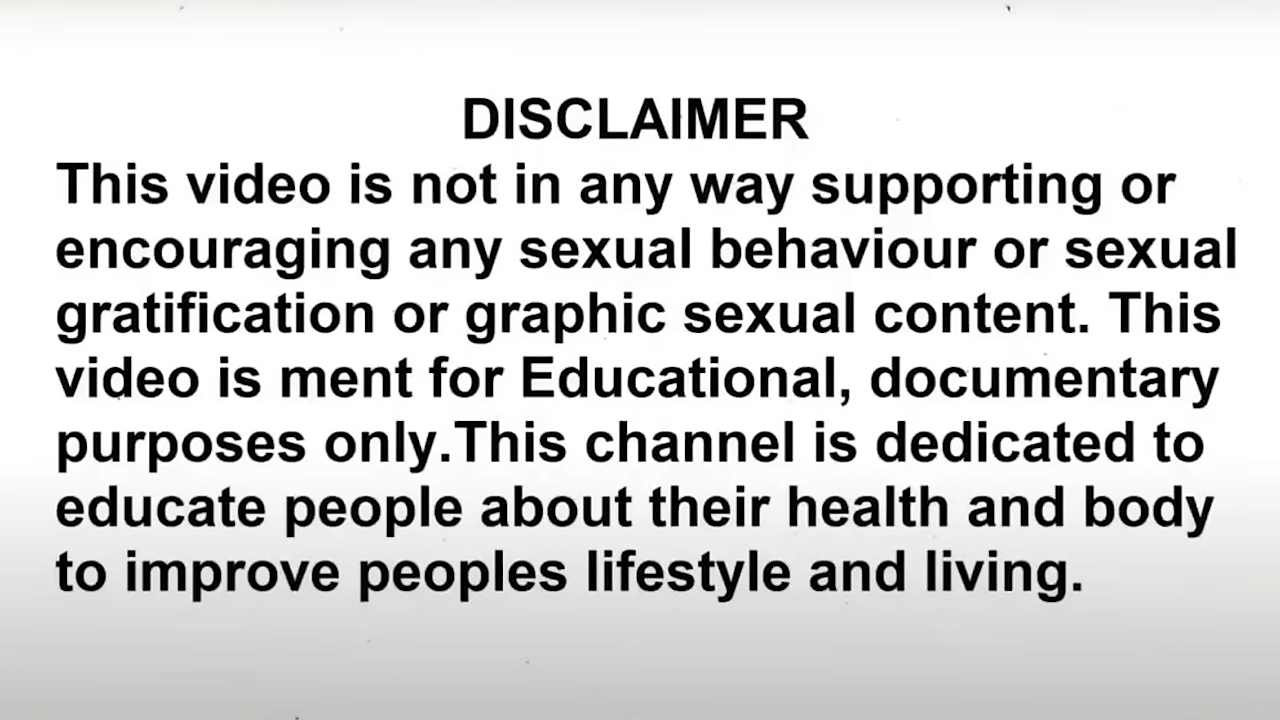 DISCLAIMER
This video is not in any way supporting or
encouraging any sexual behaviour or sexual
gratification or graphic sexual content. This
video is ment for Educational, documentary
purposes only.This channel is dedicated to
educate people about their health and body
to improve peoples lifestyle and living.